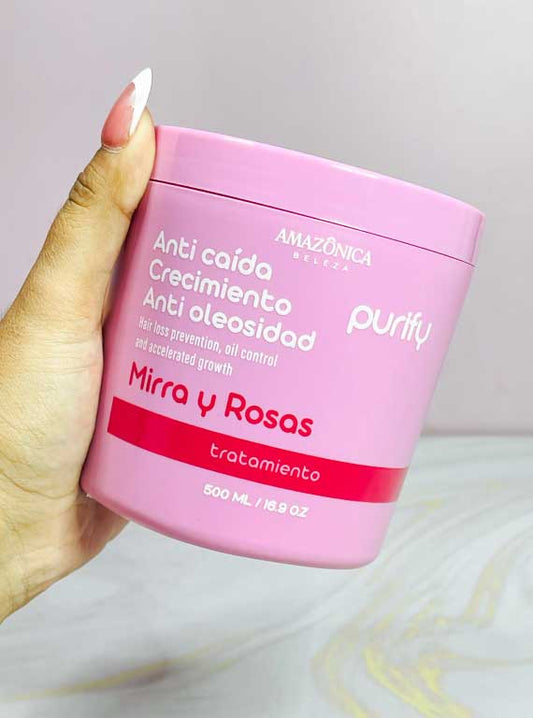 AMAZÔNICA
BELEZA
purify
Anti caída
Crecimiento
Anti oleosidad
Hair loss prevention, oil control
and accelerated growth
Mirra y Rosas
tratamiento
500 ML / 16.9 OZ